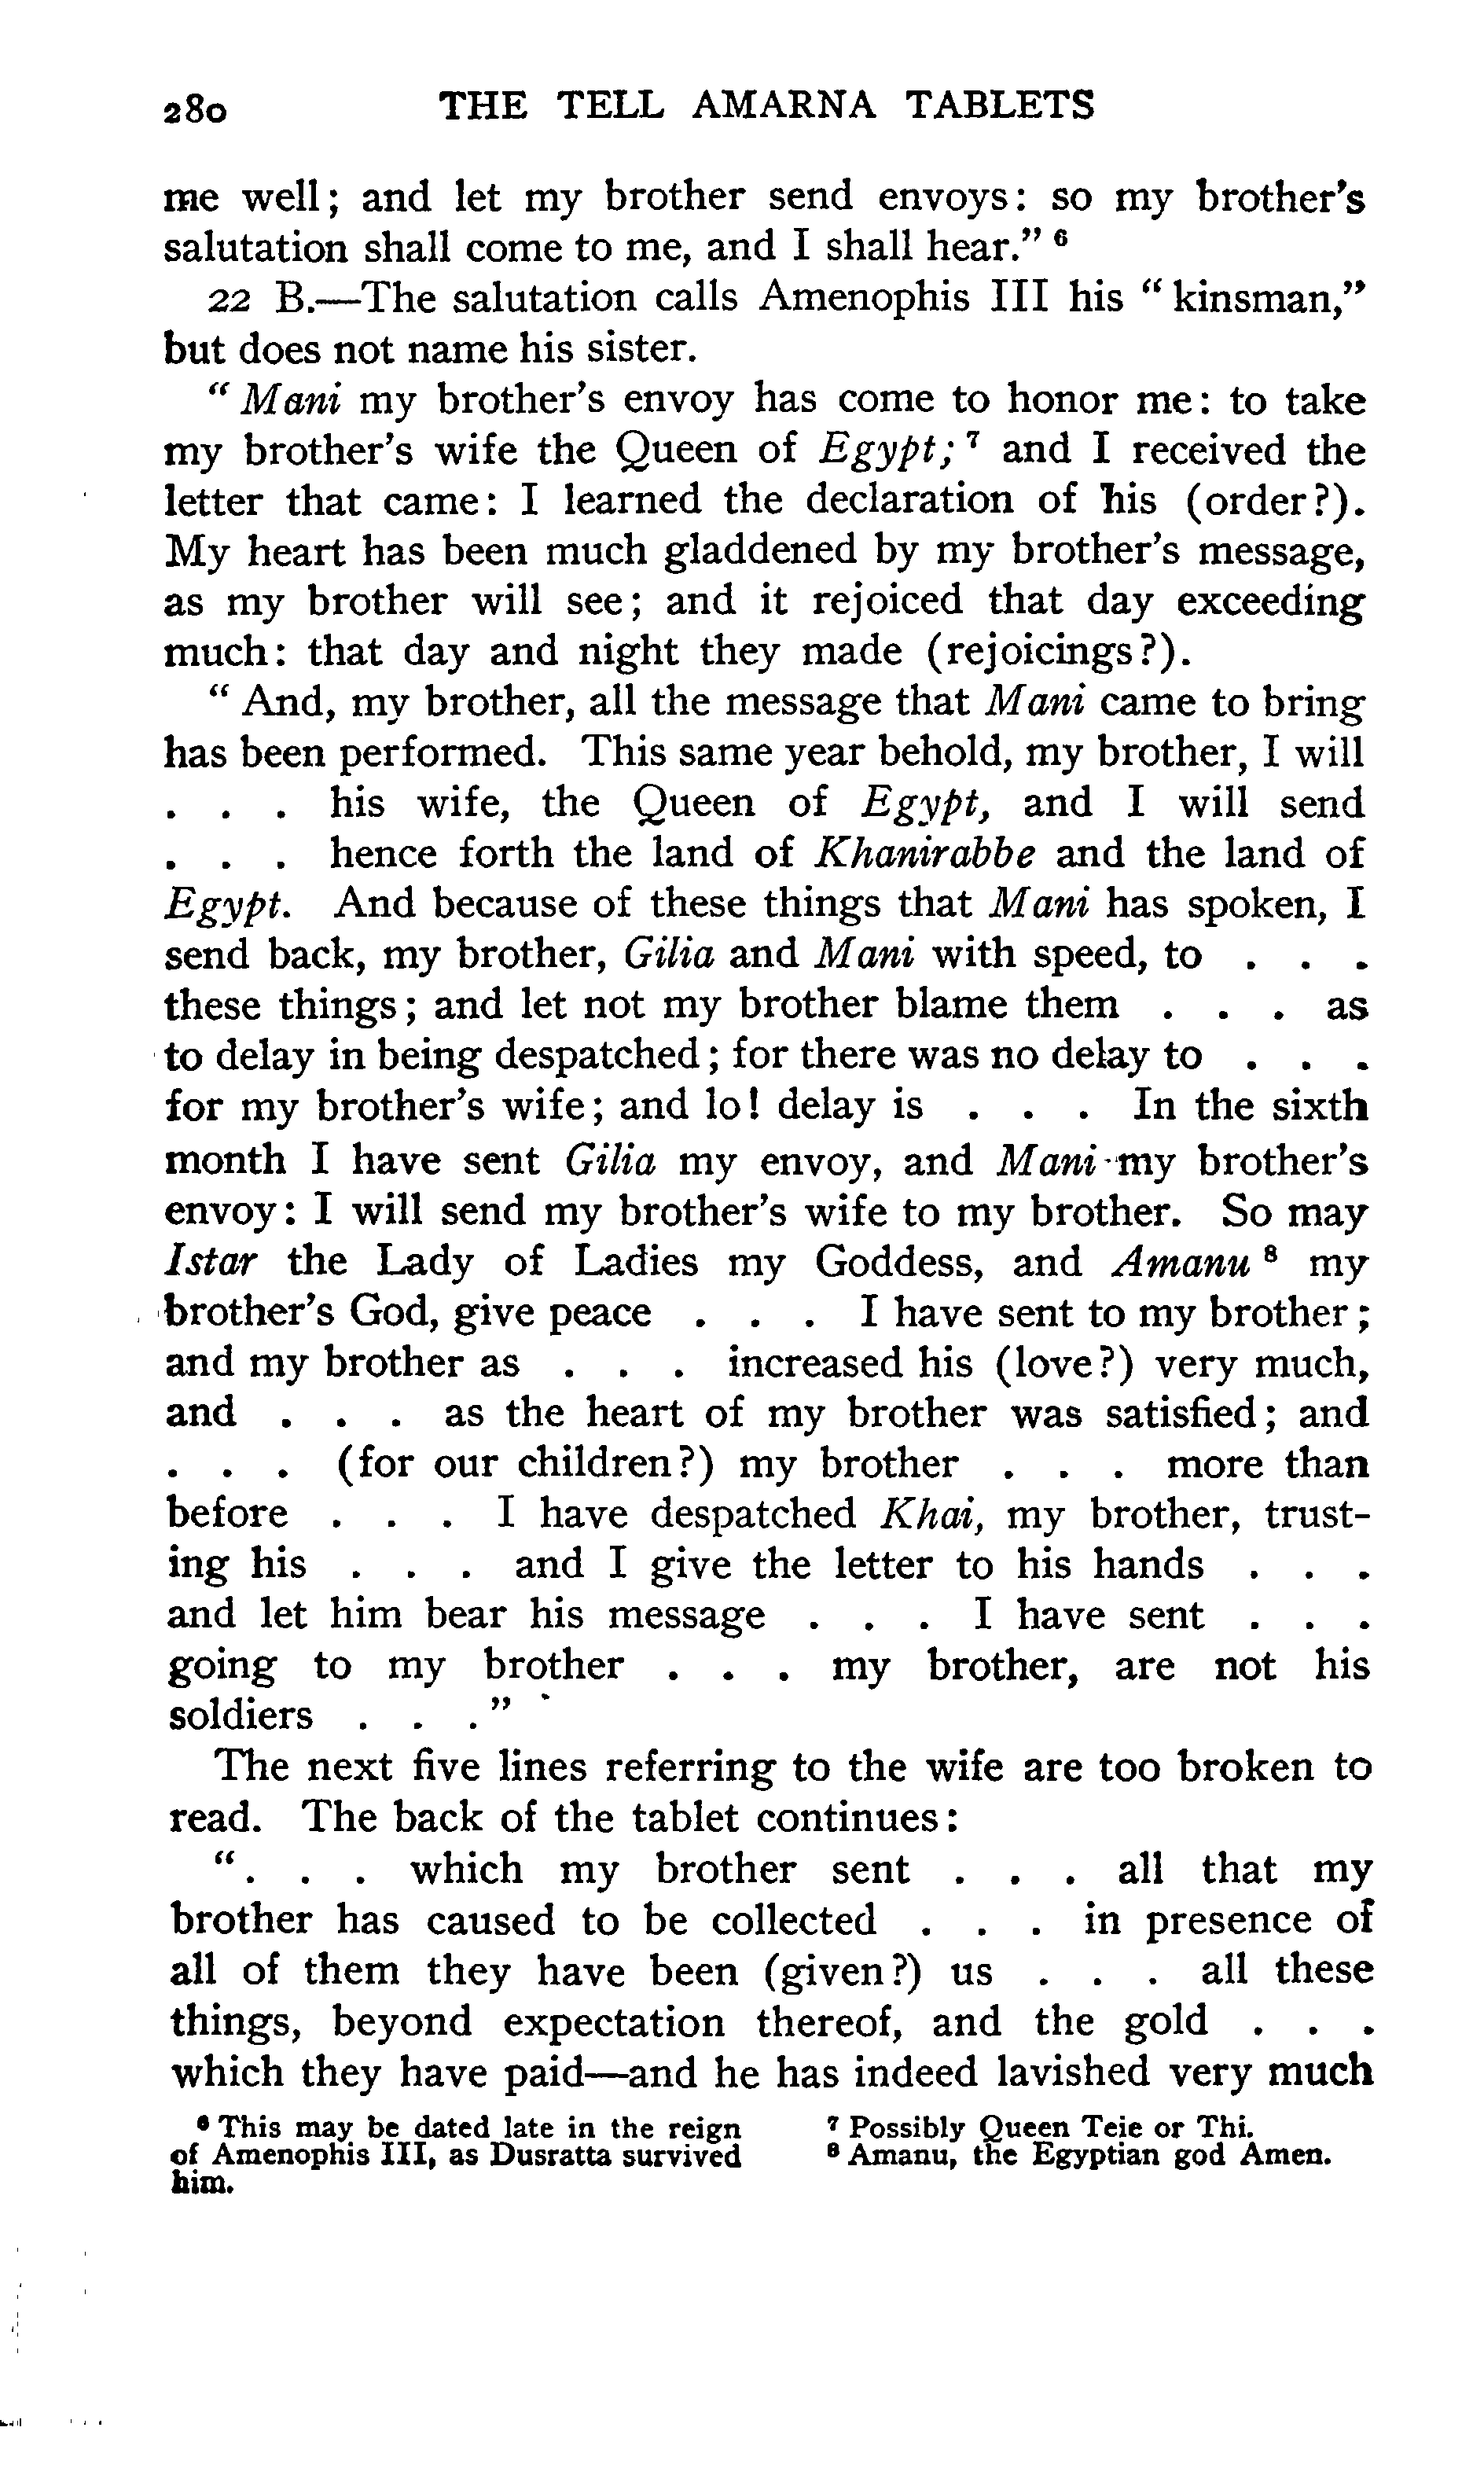 280 THE TELL AMARNA TABLETS
me well; and let my brother send envoys: so my brother's
salutation shall come to me, and I shall hear." 6
22 B.—The salutation calls Amenophis III his "kinsman,"
but does not name his sister.
"Mani my brother's envoy has come to honor me: to take
my brother's wife the Queen of Egypt; 7 and I received the
letter that came: I learned the declaration of his (order?).
My heart has been much gladdened by my brother's message,
as my brother will see; and it rejoiced that day exceeding
much: that day and night they made (rejoicings?).
"And, my brother, all the message that Mani came to bring
has been performed. This same year behold, my brother, I will
. . . his wife, the Queen of Egypt, and I will send
. . . hence forth the land of Khanirabbe and the land of
Egypt. And because of these things that Mani has spoken, I
send back, my brother, Gilia and Mani with speed, to . . .
these things; and let not my brother blame them . . . as
to delay in being despatched; for there was no delay to . . .
for my brother's wife; and lo! delay is . . . In the sixth
month I have sent Gilia my envoy, and Mani my brother's
envoy: I will send my brother's wife to my brother. So may
Istar the Lady of Ladies my Goddess, and Amanu 8 my
brother's God, give peace . . . I have sent to my brother;
and my brother as . . . increased his (love?) very much,
and . . . as the heart of my brother was satisfied; and
. . . (for our children?) my brother . . . more than
before . . . I have despatched Khai, my brother, trust-
ing his . . . and I give the letter to his hands . . .
and let him bear his message . . . I have sent . . .
going to my brother . . . my brother, are not his
soldiers . . ."
The next five lines referring to the wife are too broken to
read. The back of the tablet continues:
". . . which my brother sent . . . all that my
brother has caused to be collected . . . in presence of
all of them they have been (given?) us . . . all these
things, beyond expectation thereof, and the gold . . .
which they have paid—and he has indeed lavished very much
6 This may be dated late in the reign
of Amenophis III, as Dusratta survived
him.
7 Possibly Queen Teie or Thi.
8 Amanu, the Egyptian god Amen.